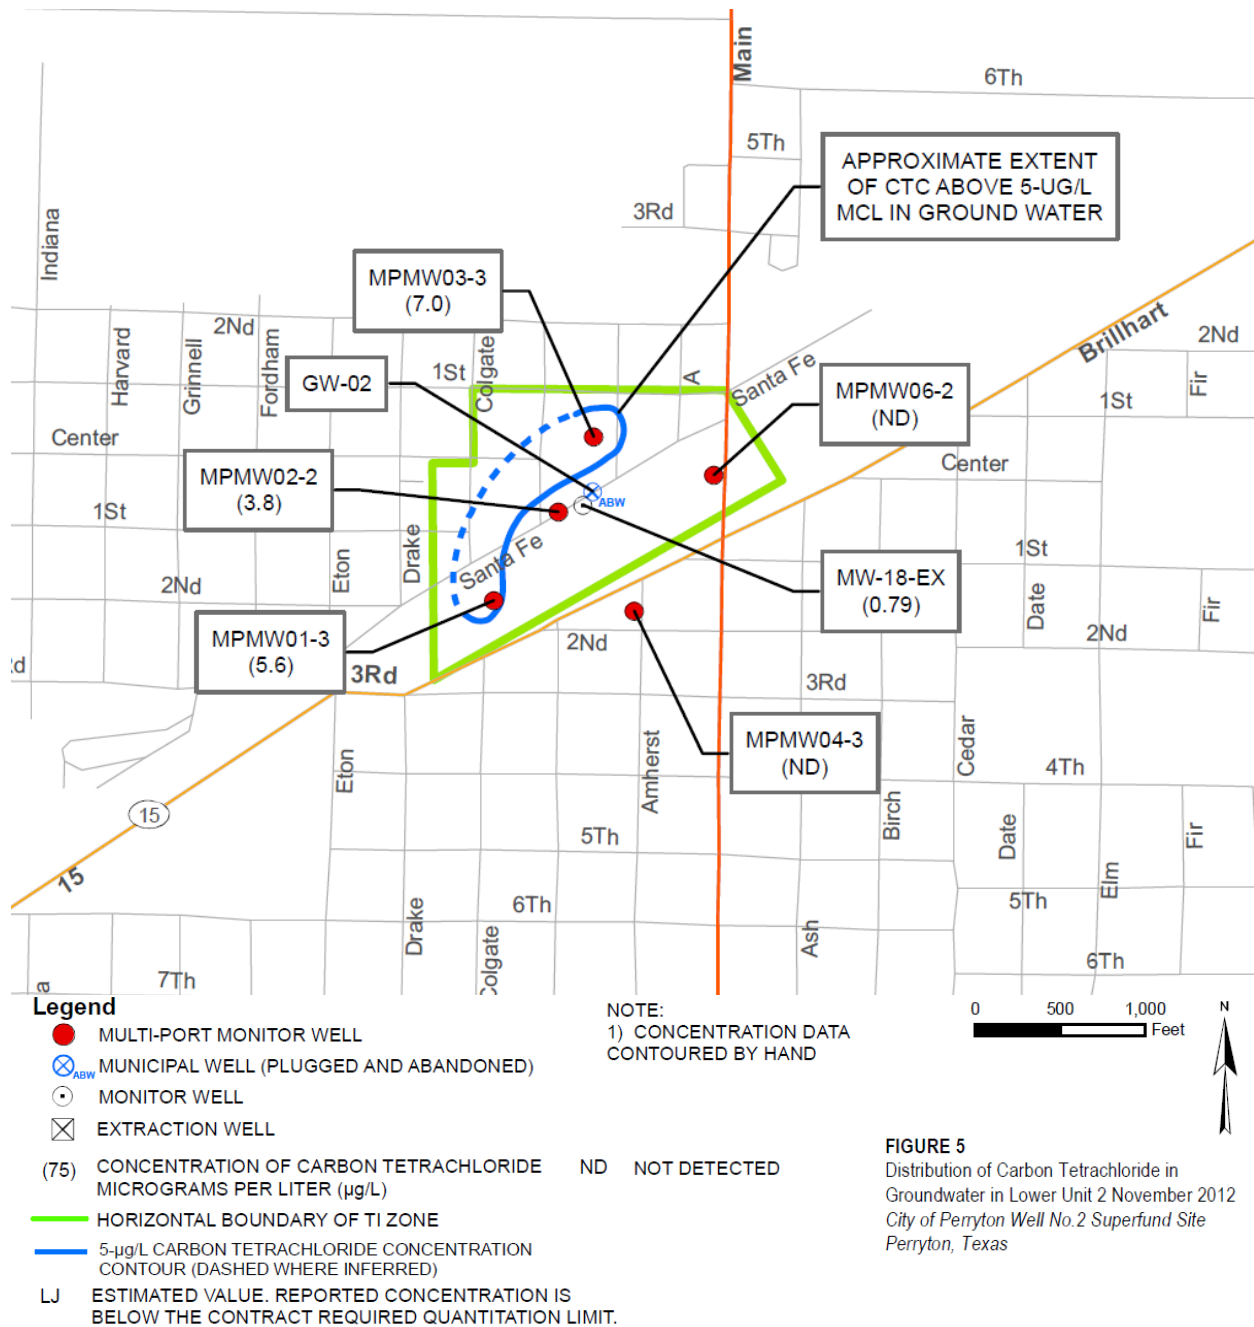 Main
6Th
5Th
APPROXIMATE EXTENT
OF CTC ABOVE 5-UG/L
MCL IN GROUND WATER
3Rd
Indiana
MPMW03-3
(7.0)
Brillhart
2Nd
2Nd
Harvard
Grinnell
Fordham
GW-02
1St
Colgate
A
Santa Fe
MPMW06-2
(ND)
Fir
1St
Center
Center
MPMW02-2
(3.8)
ABW
1St
Drake
Santa Fe
1St
MW-18-EX
(0.79)
2Nd
Eton
Date
Fir
MPMW01-3
(5.6)
2Nd
2Nd
3Rd
3Rd
MPMW04-3
(ND)
Cedar
4Th
Eton
Amherst
15
Birch
Date
Fir
5Th
15
Elm
5Th
6Th
Drake
Colgate
Ash
6Th
7Th
a
Legend
MULTI-PORT MONITOR WELL
ABW MUNICIPAL WELL (PLUGGED AND ABANDONED)
MONITOR WELL
EXTRACTION WELL
(75) CONCENTRATION OF CARBON TETRACHLORIDE
MICROGRAMS PER LITER (µg/L)
ND NOT DETECTED
HORIZONTAL BOUNDARY OF TI ZONE
5-µg/L CARBON TETRACHLORIDE CONCENTRATION
CONTOUR (DASHED WHERE INFERRED)
LJ ESTIMATED VALUE. REPORTED CONCENTRATION IS
BELOW THE CONTRACT REQUIRED QUANTITATION LIMIT.
NOTE:
1) CONCENTRATION DATA
CONTOURED BY HAND
0 500 1,000
Feet
N
FIGURE 5
Distribution of Carbon Tetrachloride in
Groundwater in Lower Unit 2 November 2012
City of Perryton Well No.2 Superfund Site
Perryton, Texas